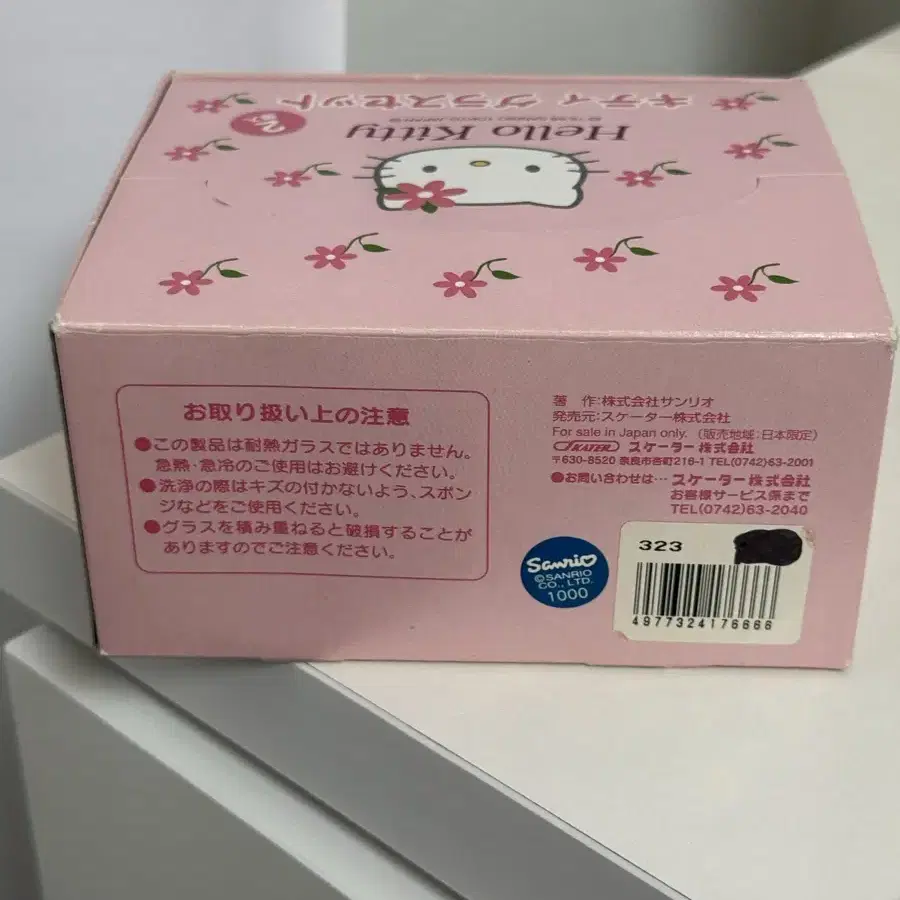 キティ グラスセット
Hello Kitty
お取り扱い上の注意
●この製品は耐熱ガラスではありません。
急熱・急冷のご使用はお避けください。
●洗浄の際はキズの付かないよう、スポン
ジなどをご使用ください。
●グラスを積み重ねると破損することが
ありますのでご注意ください。
著 作:株式会社サンリオ
発売元:スケーター株式会社
For sale in Japan only. (販売地域:日本限定)
SKATER スケーター株式会社
〒630-8520 奈良市杏町216-1 TEL(0742)63-2001
●お問い合わせは… スケーター株式会社
お客様サービス係まで
TEL(0742)63-2040
Sanrio
©SANRIO
CO., LTD.
1000
323
4977324176666